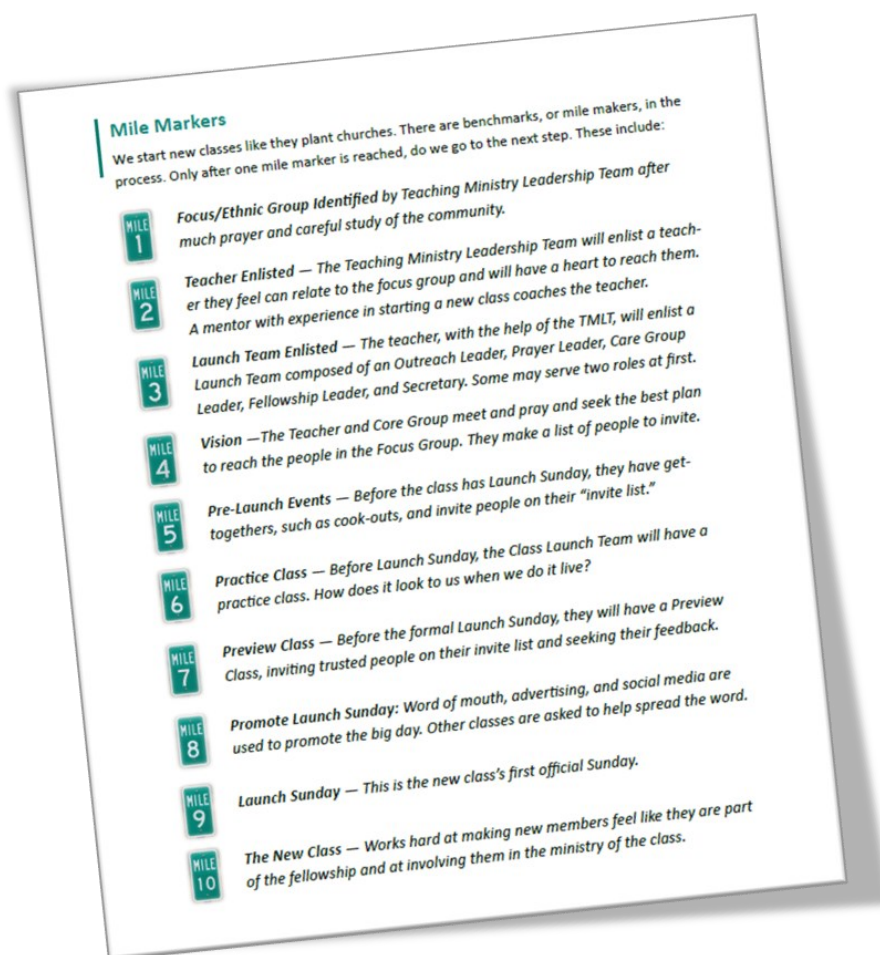 Mile Markers
We start new classes like they plant churches. There are benchmarks, or mile makers, in the
process. Only after one mile marker is reached, do we go to the next step. These include:
MILE
1
Focus/Ethnic Group Identified by Teaching Ministry Leadership Team after
much prayer and careful study of the community.
MILE
2
Teacher Enlisted — The Teaching Ministry Leadership Team will enlist a teach-
er they feel can relate to the focus group and will have a heart to reach them.
A mentor with experience in starting a new class coaches the teacher.
MILE
3
Launch Team Enlisted — The teacher, with the help of the TMLT, will enlist a
Launch Team composed of an Outreach Leader, Prayer Leader, Care Group
Leader, Fellowship Leader, and Secretary. Some may serve two roles at first.
MILE
4
Vision —The Teacher and Core Group meet and pray and seek the best plan
to reach the people in the Focus Group. They make a list of people to invite.
MILE
5
Pre-Launch Events — Before the class has Launch Sunday, they have get-
togethers, such as cook-outs, and invite people on their “invite list.”
MILE
6
Practice Class — Before Launch Sunday, the Class Launch Team will have a
practice class. How does it look to us when we do it live?
MILE
7
Preview Class — Before the formal Launch Sunday, they will have a Preview
Class, inviting trusted people on their invite list and seeking their feedback.
MILE
8
Promote Launch Sunday: Word of mouth, advertising, and social media are
used to promote the big day. Other classes are asked to help spread the word.
MILE
9
Launch Sunday — This is the new class’s first official Sunday.
MILE
10
The New Class — Works hard at making new members feel like they are part
of the fellowship and at involving them in the ministry of the class.